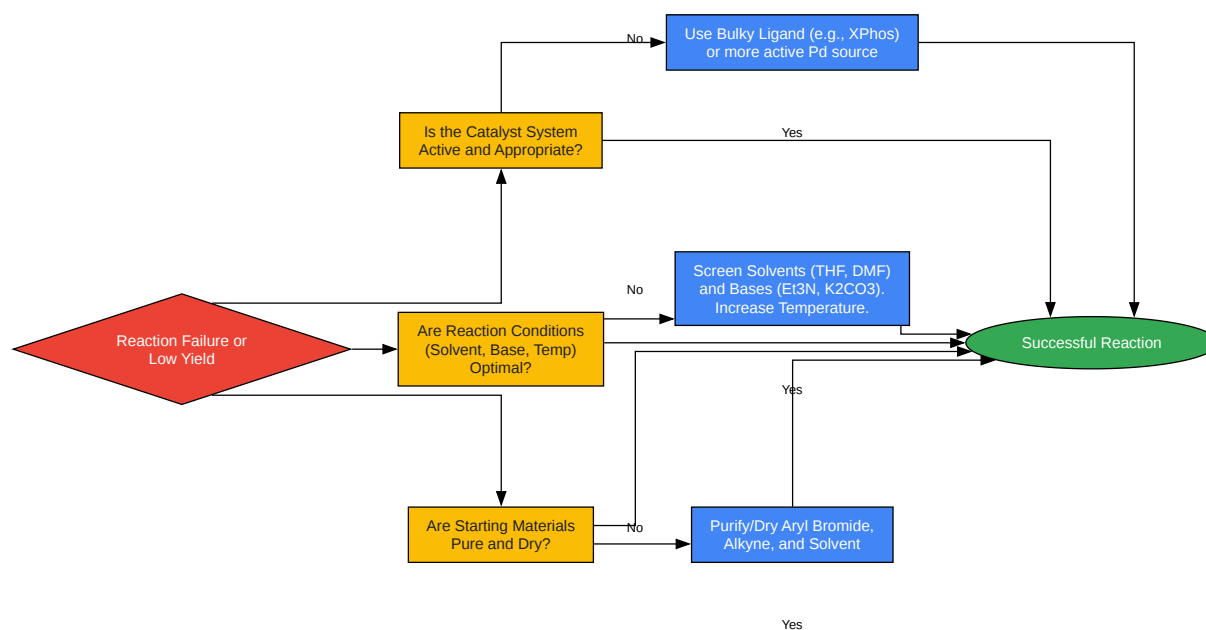 No
Use Bulky Ligand (e.g., XPhos)
or more active Pd source
Is the Catalyst System
Active and Appropriate?
Yes
Reaction Failure or
Low Yield
Are Reaction Conditions
(Solvent, Base, Temp)
Optimal?
No
Screen Solvents (THF, DMF)
and Bases (Et3N, K2CO3).
Increase Temperature.
Successful Reaction
Yes
Are Starting Materials
Pure and Dry?
No
Purify/Dry Aryl Bromide,
Alkyne, and Solvent
Yes